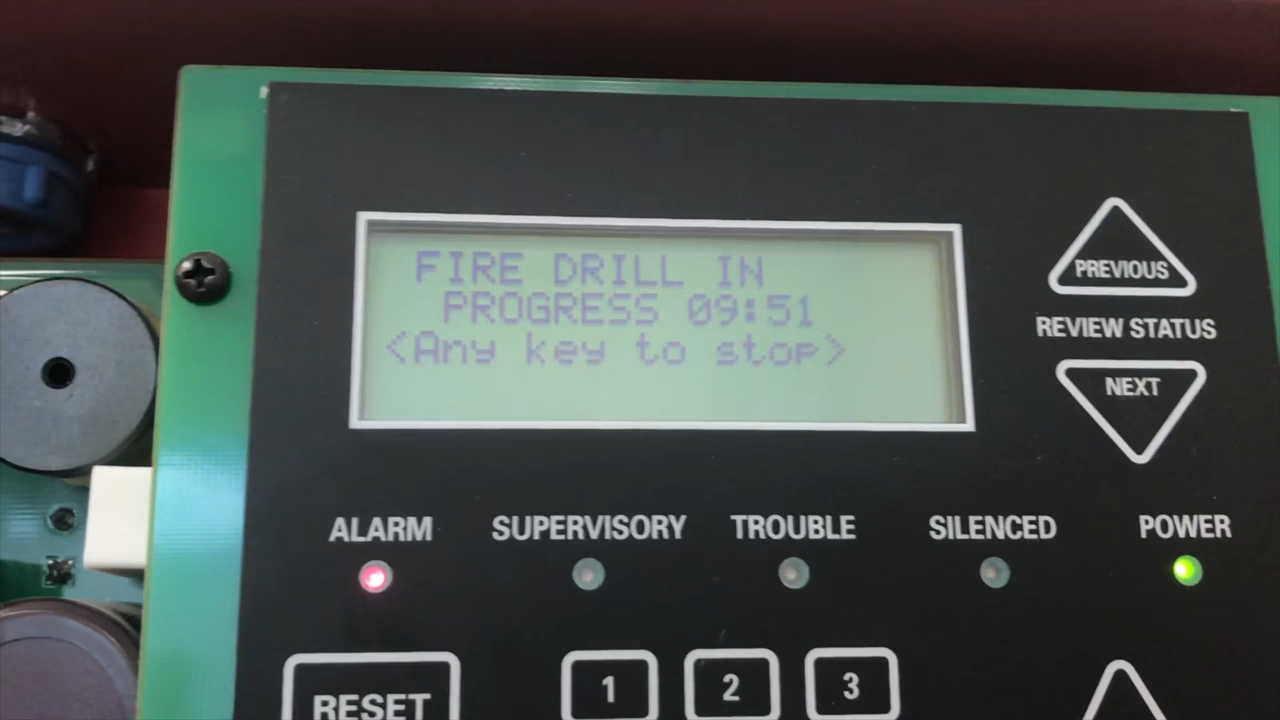 FIRE DRILL IN
PROGRESS 09:51
<Any key to stop>
PREVIOUS
REVIEW STATUS
NEXT
ALARM
SUPERVISORY
TROUBLE
SILENCED
POWER
RESET
1
2
3